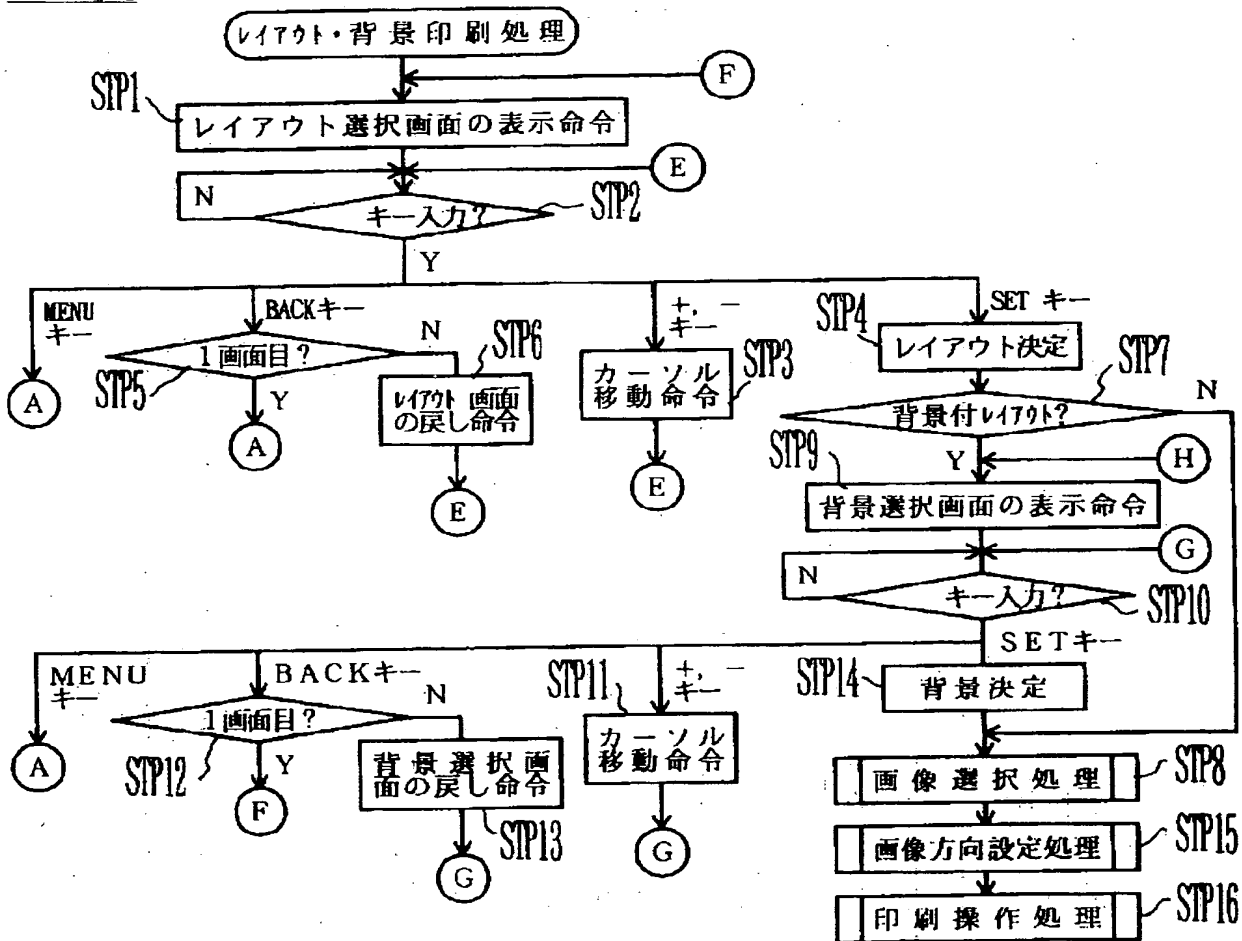 レイアウト・背景印刷処理
F
STP1
レイアウト選択画面の表示命令
E
N
キー入力?
STP2
Y
MENU
キー
BACKキー
+, −
キー
SET キー
STP4
レイアウト決定
1画面目?
N
STP6
STP5
Y
レイアウト画面
の戻し命令
カーソル
移動命令
STP3
STP7
背景付レイアウト?
N
A
A
E
E
Y
H
STP9
背景選択画面の表示命令
G
N
キー入力?
STP10
SETキー
MENU
キー
BACKキー
+, −
キー
STP11
STP14
背景決定
1画面目?
N
STP12
Y
背景選択画
面の戻し命令
STP13
カーソル
移動命令
A
F
G
G
画像選択処理
STP8
画像方向設定処理
STP15
印刷操作処理
STP16